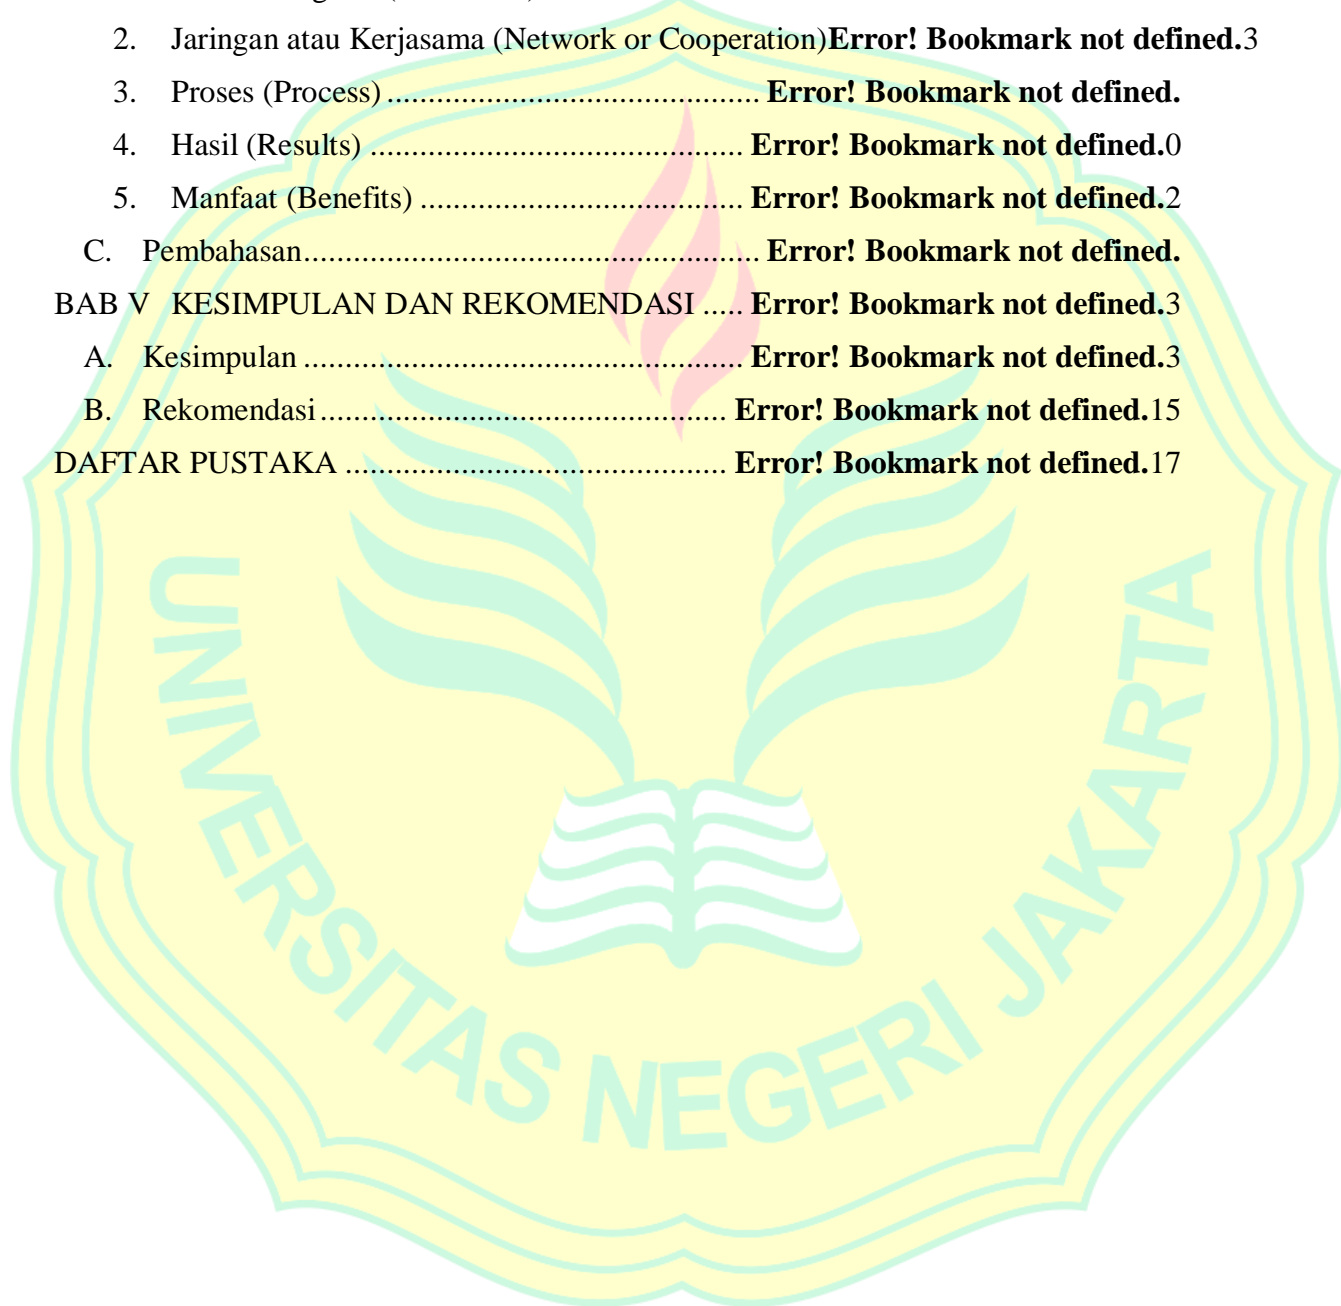 2. Jaringan atau Kerjasama (Network or Cooperation)Error! Bookmark not defined.3
3. Proses (Process) ............................................. Error! Bookmark not defined.
4. Hasil (Results) ............................................. Error! Bookmark not defined.0
5. Manfaat (Benefits) ....................................... Error! Bookmark not defined.2
C. Pembahasan........................................................ Error! Bookmark not defined.
BAB V KESIMPULAN DAN REKOMENDASI ..... Error! Bookmark not defined.3
A. Kesimpulan ...................................................... Error! Bookmark not defined.3
B. Rekomendasi .................................................. Error! Bookmark not defined.15
DAFTAR PUSTAKA .............................................. Error! Bookmark not defined.17
UNIVERSITAS NEGERI JAKARTA